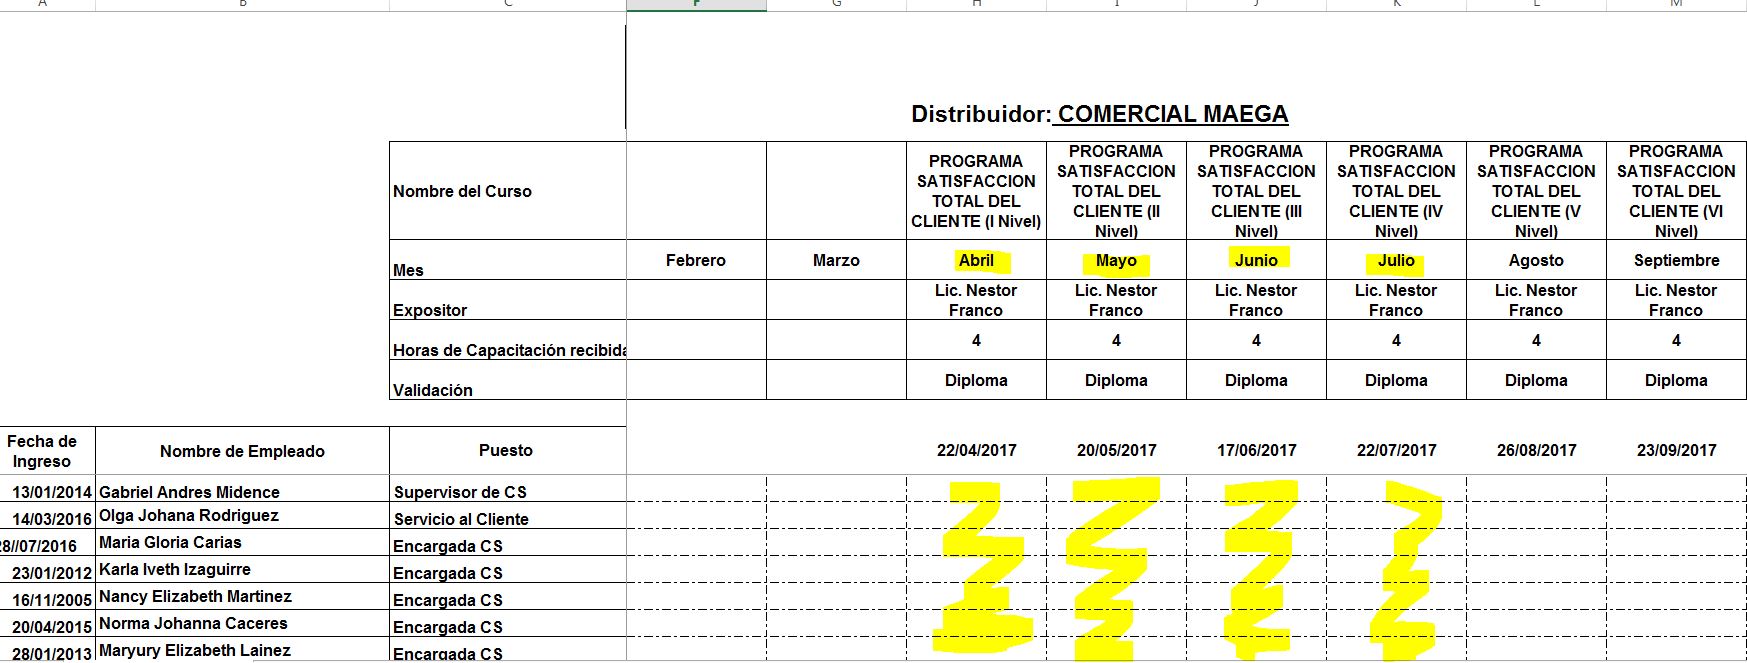 A B C F G H I J K L M
Distribuidor: COMERCIAL MAEGA
Nombre del Curso
PROGRAMA SATISFACCION TOTAL DEL CLIENTE (I Nivel)
PROGRAMA SATISFACCION TOTAL DEL CLIENTE (II Nivel)
PROGRAMA SATISFACCION TOTAL DEL CLIENTE (III Nivel)
PROGRAMA SATISFACCION TOTAL DEL CLIENTE (IV Nivel)
PROGRAMA SATISFACCION TOTAL DEL CLIENTE (V Nivel)
PROGRAMA SATISFACCION TOTAL DEL CLIENTE (VI Nivel)
Mes Febrero Marzo Abril Mayo Junio Julio Agosto Septiembre
Expositor Lic. Nestor Franco Lic. Nestor Franco Lic. Nestor Franco Lic. Nestor Franco Lic. Nestor Franco Lic. Nestor Franco
Horas de Capacitación recibida 4 4 4 4 4 4
Validación Diploma Diploma Diploma Diploma Diploma Diploma
Fecha de Ingreso Nombre de Empleado Puesto 22/04/2017 20/05/2017 17/06/2017 22/07/2017 26/08/2017 23/09/2017
13/01/2014 Gabriel Andres Midence Supervisor de CS
14/03/2016 Olga Johana Rodriguez Servicio al Cliente
28//07/2016 Maria Gloria Carias Encargada CS
23/01/2012 Karla Iveth Izaguirre Encargada CS
16/11/2005 Nancy Elizabeth Martinez Encargada CS
20/04/2015 Norma Johanna Caceres Encargada CS
28/01/2013 Maryury Elizabeth Lainez Encargada CS